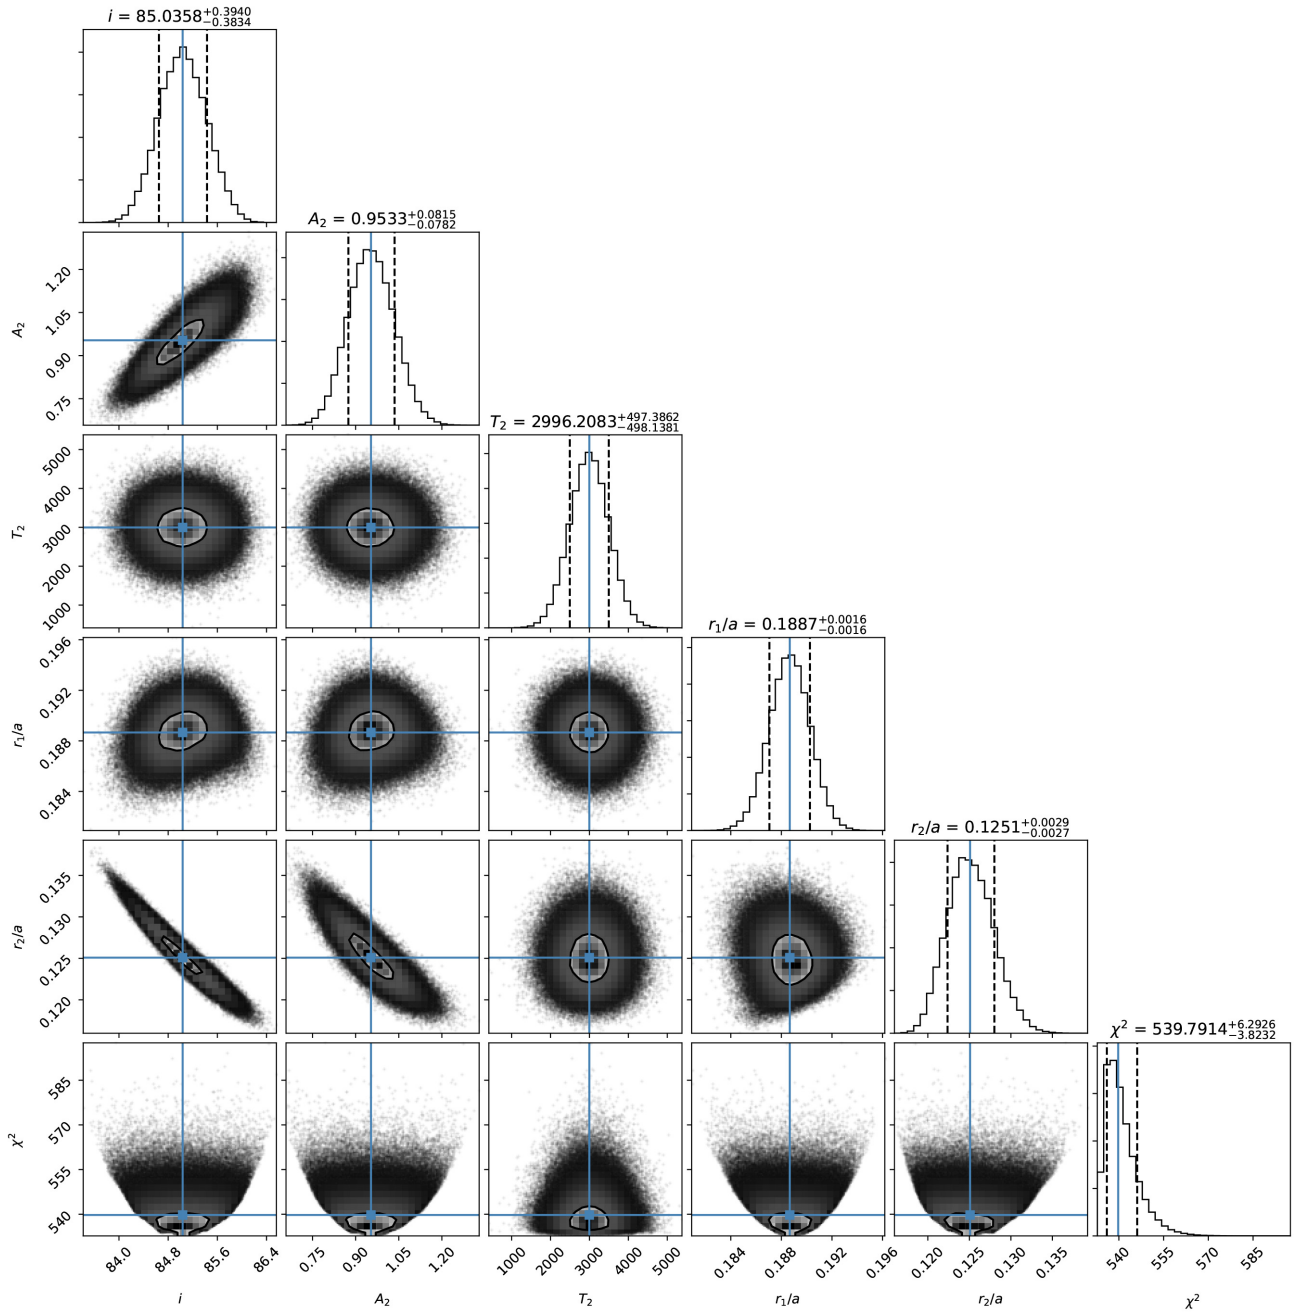 i = 85.0358^{+0.3940}_{-0.3834}
A₂ = 0.9533^{+0.0815}_{-0.0782}
A₂
1.20
1.05
0.90
0.75
T₂ = 2996.2083^{+497.3862}_{-498.1381}
T₂
5000
4000
3000
2000
1000
r₁/a = 0.1887^{+0.0016}_{-0.0016}
r₁/a
0.196
0.192
0.188
0.184
r₂/a = 0.1251^{+0.0029}_{-0.0027}
r₂/a
0.135
0.130
0.125
0.120
χ² = 539.7914^{+6.2926}_{-3.8232}
χ²
585
570
555
540
84.0 84.8 85.6 86.4 0.75 0.90 1.05 1.20 1000 2000 3000 4000 5000 0.184 0.188 0.192 0.196 0.120 0.125 0.130 0.135 540 555 570 585
i A₂ T₂ r₁/a r₂/a χ²